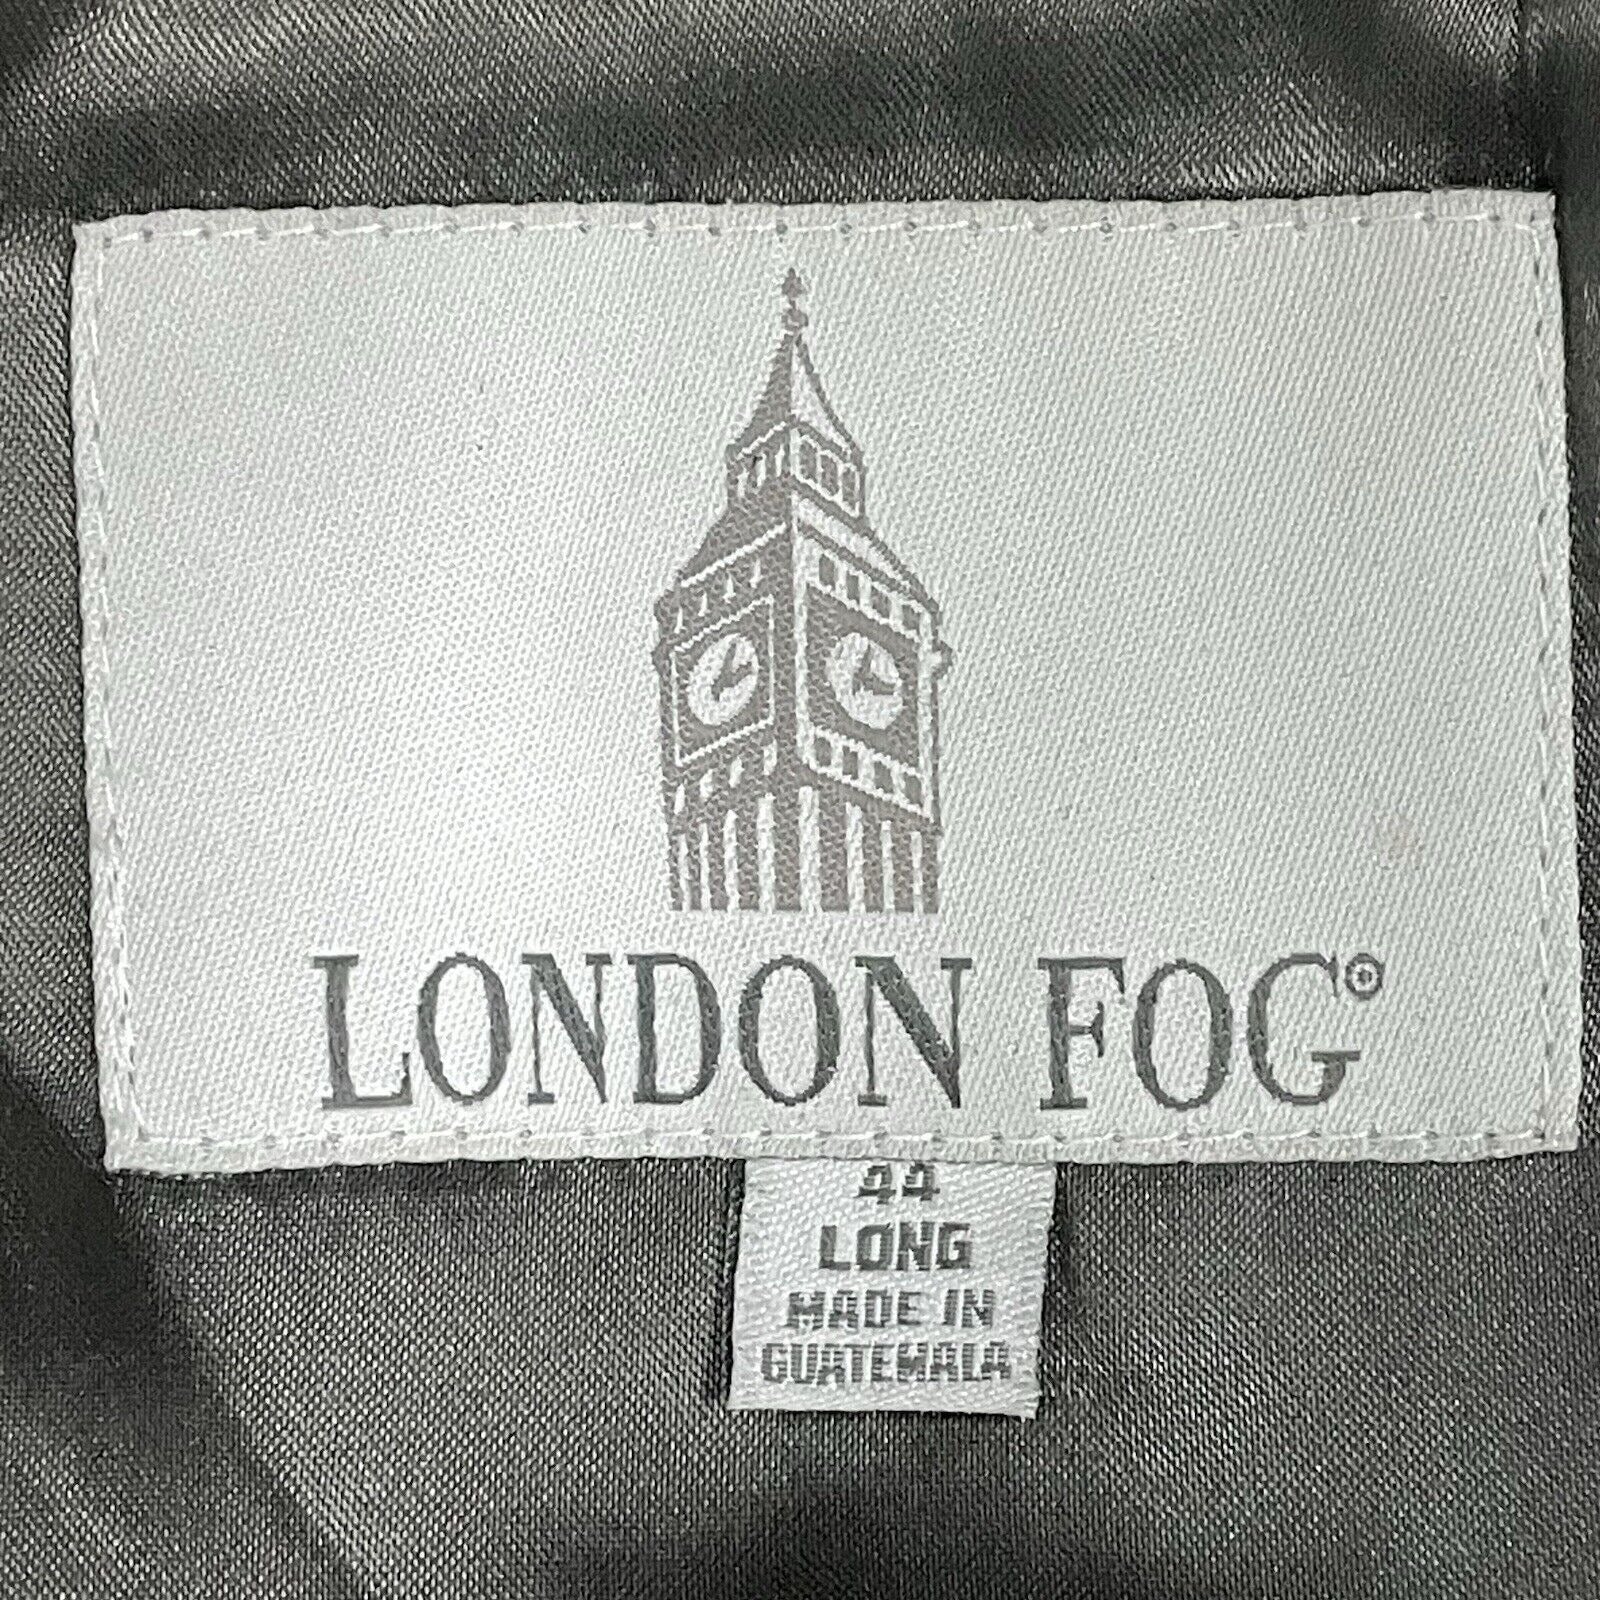 LONDON FOG®
44
LONG
MADE IN
GUATEMALA